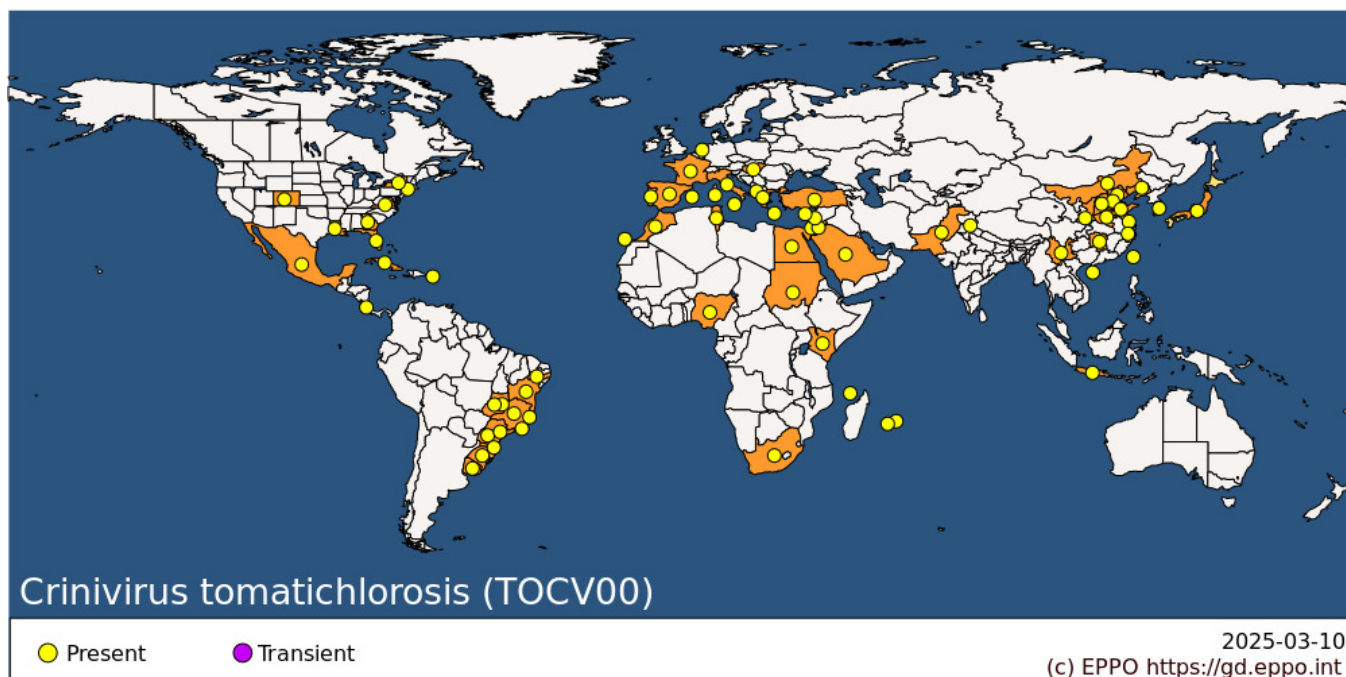 Crinivirus tomatichlorosis (TOCV00)
Present
Transient
2025-03-10
(c) EPPO https://gd.eppo.int